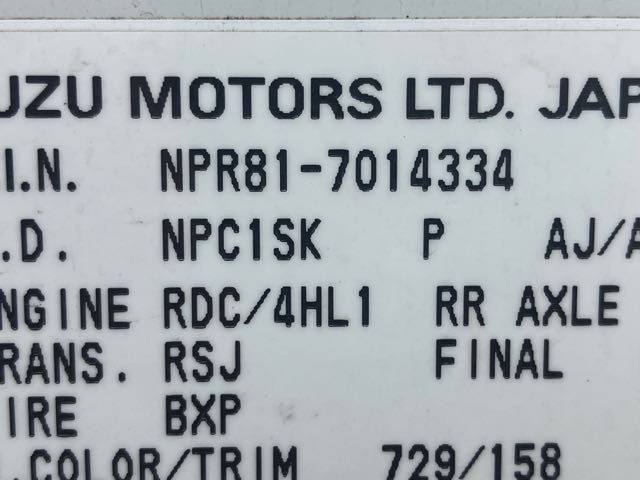 UZU MOTORS LTD. JAP
.I.N. NPR81-7014334
.D. NPC1SK P AJ/A
NGINE RDC/4HL1 RR AXLE
RANS. RSJ FINAL
IRE BXP
.COLOR/TRIM 729/158